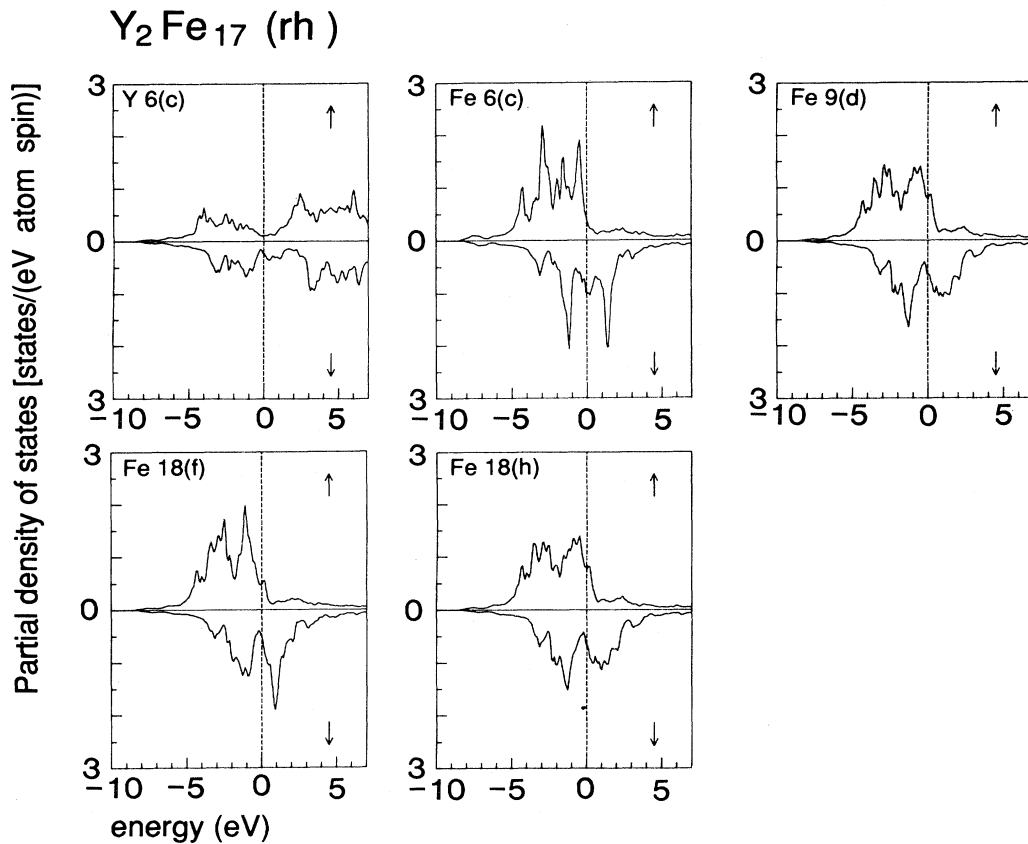 Y₂Fe₁₇ (rh)
Partial density of states [states/(eV atom spin)]
3
Y 6(c)
↑
0
↓
3
−10 −5 0 5
3
Fe 6(c)
↑
0
↓
3
−10 −5 0 5
3
Fe 9(d)
↑
0
↓
3
−10 −5 0 5
3
Fe 18(f)
↑
0
↓
3
−10 −5 0 5
3
Fe 18(h)
↑
0
↓
3
−10 −5 0 5
energy (eV)